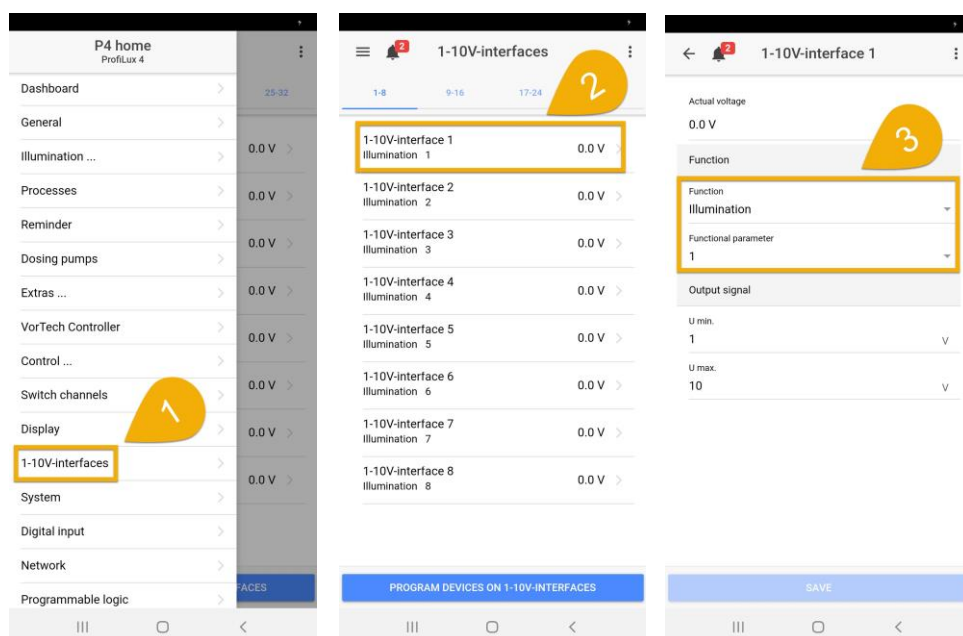 P4 home
ProfiLux 4
Dashboard
General
Illumination ...
Processes
Reminder
Dosing pumps
Extras ...
VorTech Controller
Control ...
Switch channels
Display
1-10V-interfaces
System
Digital input
Network
Programmable logic
25-32
0.0 V
0.0 V
0.0 V
0.0 V
0.0 V
0.0 V
0.0 V
0.0 V
FACES
1
2
1-10V-interfaces
1-8 9-16 17-24
2
1-10V-interface 1
Illumination 1 0.0 V
1-10V-interface 2
Illumination 2 0.0 V
1-10V-interface 3
Illumination 3 0.0 V
1-10V-interface 4
Illumination 4 0.0 V
1-10V-interface 5
Illumination 5 0.0 V
1-10V-interface 6
Illumination 6 0.0 V
1-10V-interface 7
Illumination 7 0.0 V
1-10V-interface 8
Illumination 8 0.0 V
PROGRAM DEVICES ON 1-10V-INTERFACES
2
1-10V-interface 1
Actual voltage
0.0 V
3
Function
Function
Illumination
Functional parameter
1
Output signal
U min.
1 V
U max.
10 V
SAVE